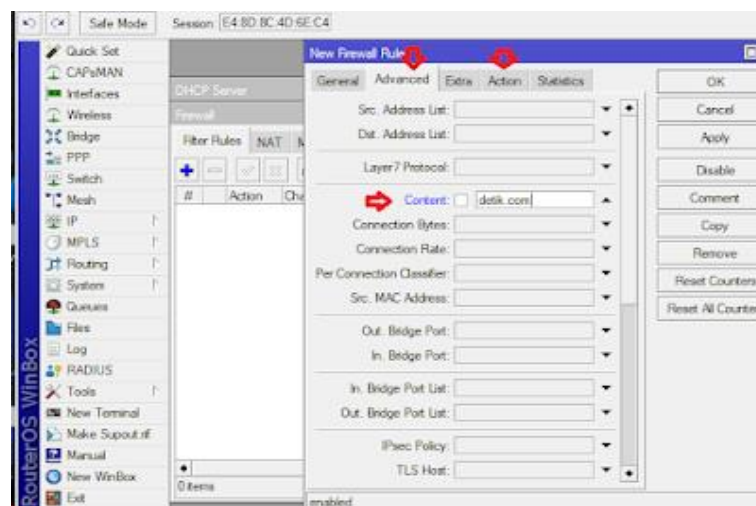 Safe Mode Session: E4:8D:8C:4D:6E:C4
Quick Set
CAPsMAN
Interfaces
Wireless
Bridge
PPP
Switch
Mesh
IP
MPLS
Routing
System
Queues
Files
Log
RADIUS
Tools
New Terminal
Make Supout.rif
Manual
New WinBox
Exit
RouterOS WinBox
DHCP Server
Firewall
Filter Rules NAT
# Action
0 items
New Firewall Rule
General Advanced Extra Action Statistics
Src. Address List:
Dst. Address List:
Layer7 Protocol:
Content: detik.com
Connection Bytes:
Connection Rate:
Per Connection Classifier:
Src. MAC Address:
Out. Bridge Port:
In. Bridge Port:
In. Bridge Port List:
Out. Bridge Port List:
IPsec Policy:
TLS Host:
enabled
OK
Cancel
Apply
Disable
Comment
Copy
Remove
Reset Counters
Reset All Counter